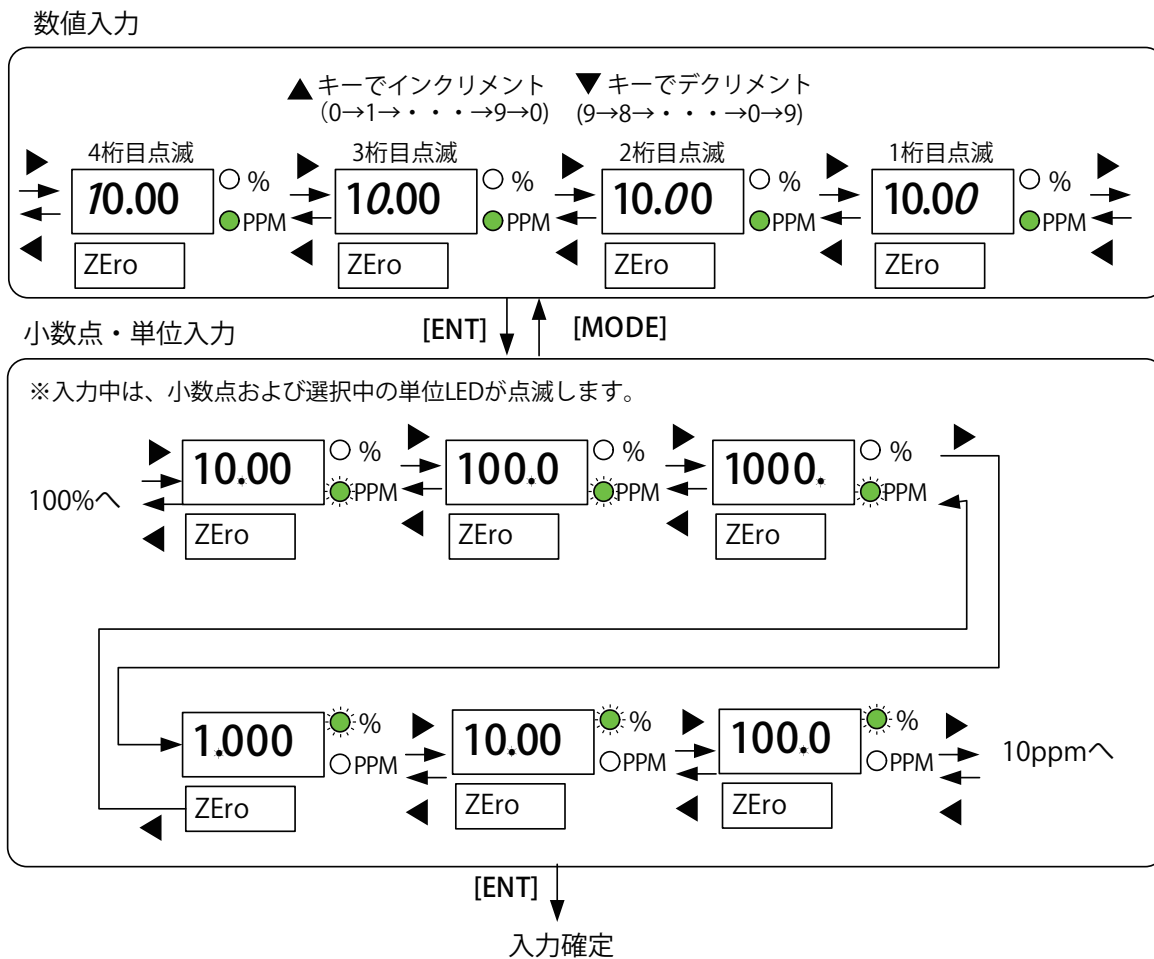 数値入力
▲ キーでインクリメント ▼ キーでデクリメント
(0→1→・・・→9→0) (9→8→・・・→0→9)
4桁目点滅 3桁目点滅 2桁目点滅 1桁目点滅
10.00 % PPM 10.00 % PPM 10.00 % PPM 10.00 % PPM
ZEro ZEro ZEro ZEro
小数点・単位入力 [ENT] [MODE]
※入力中は、小数点および選択中の単位LEDが点滅します。
100%へ 10.00 % PPM 100.0 % PPM 1000. % PPM
ZEro ZEro ZEro
1.000 % PPM 10.00 % PPM 100.0 % PPM 10ppmへ
ZEro ZEro ZEro
[ENT]
入力確定